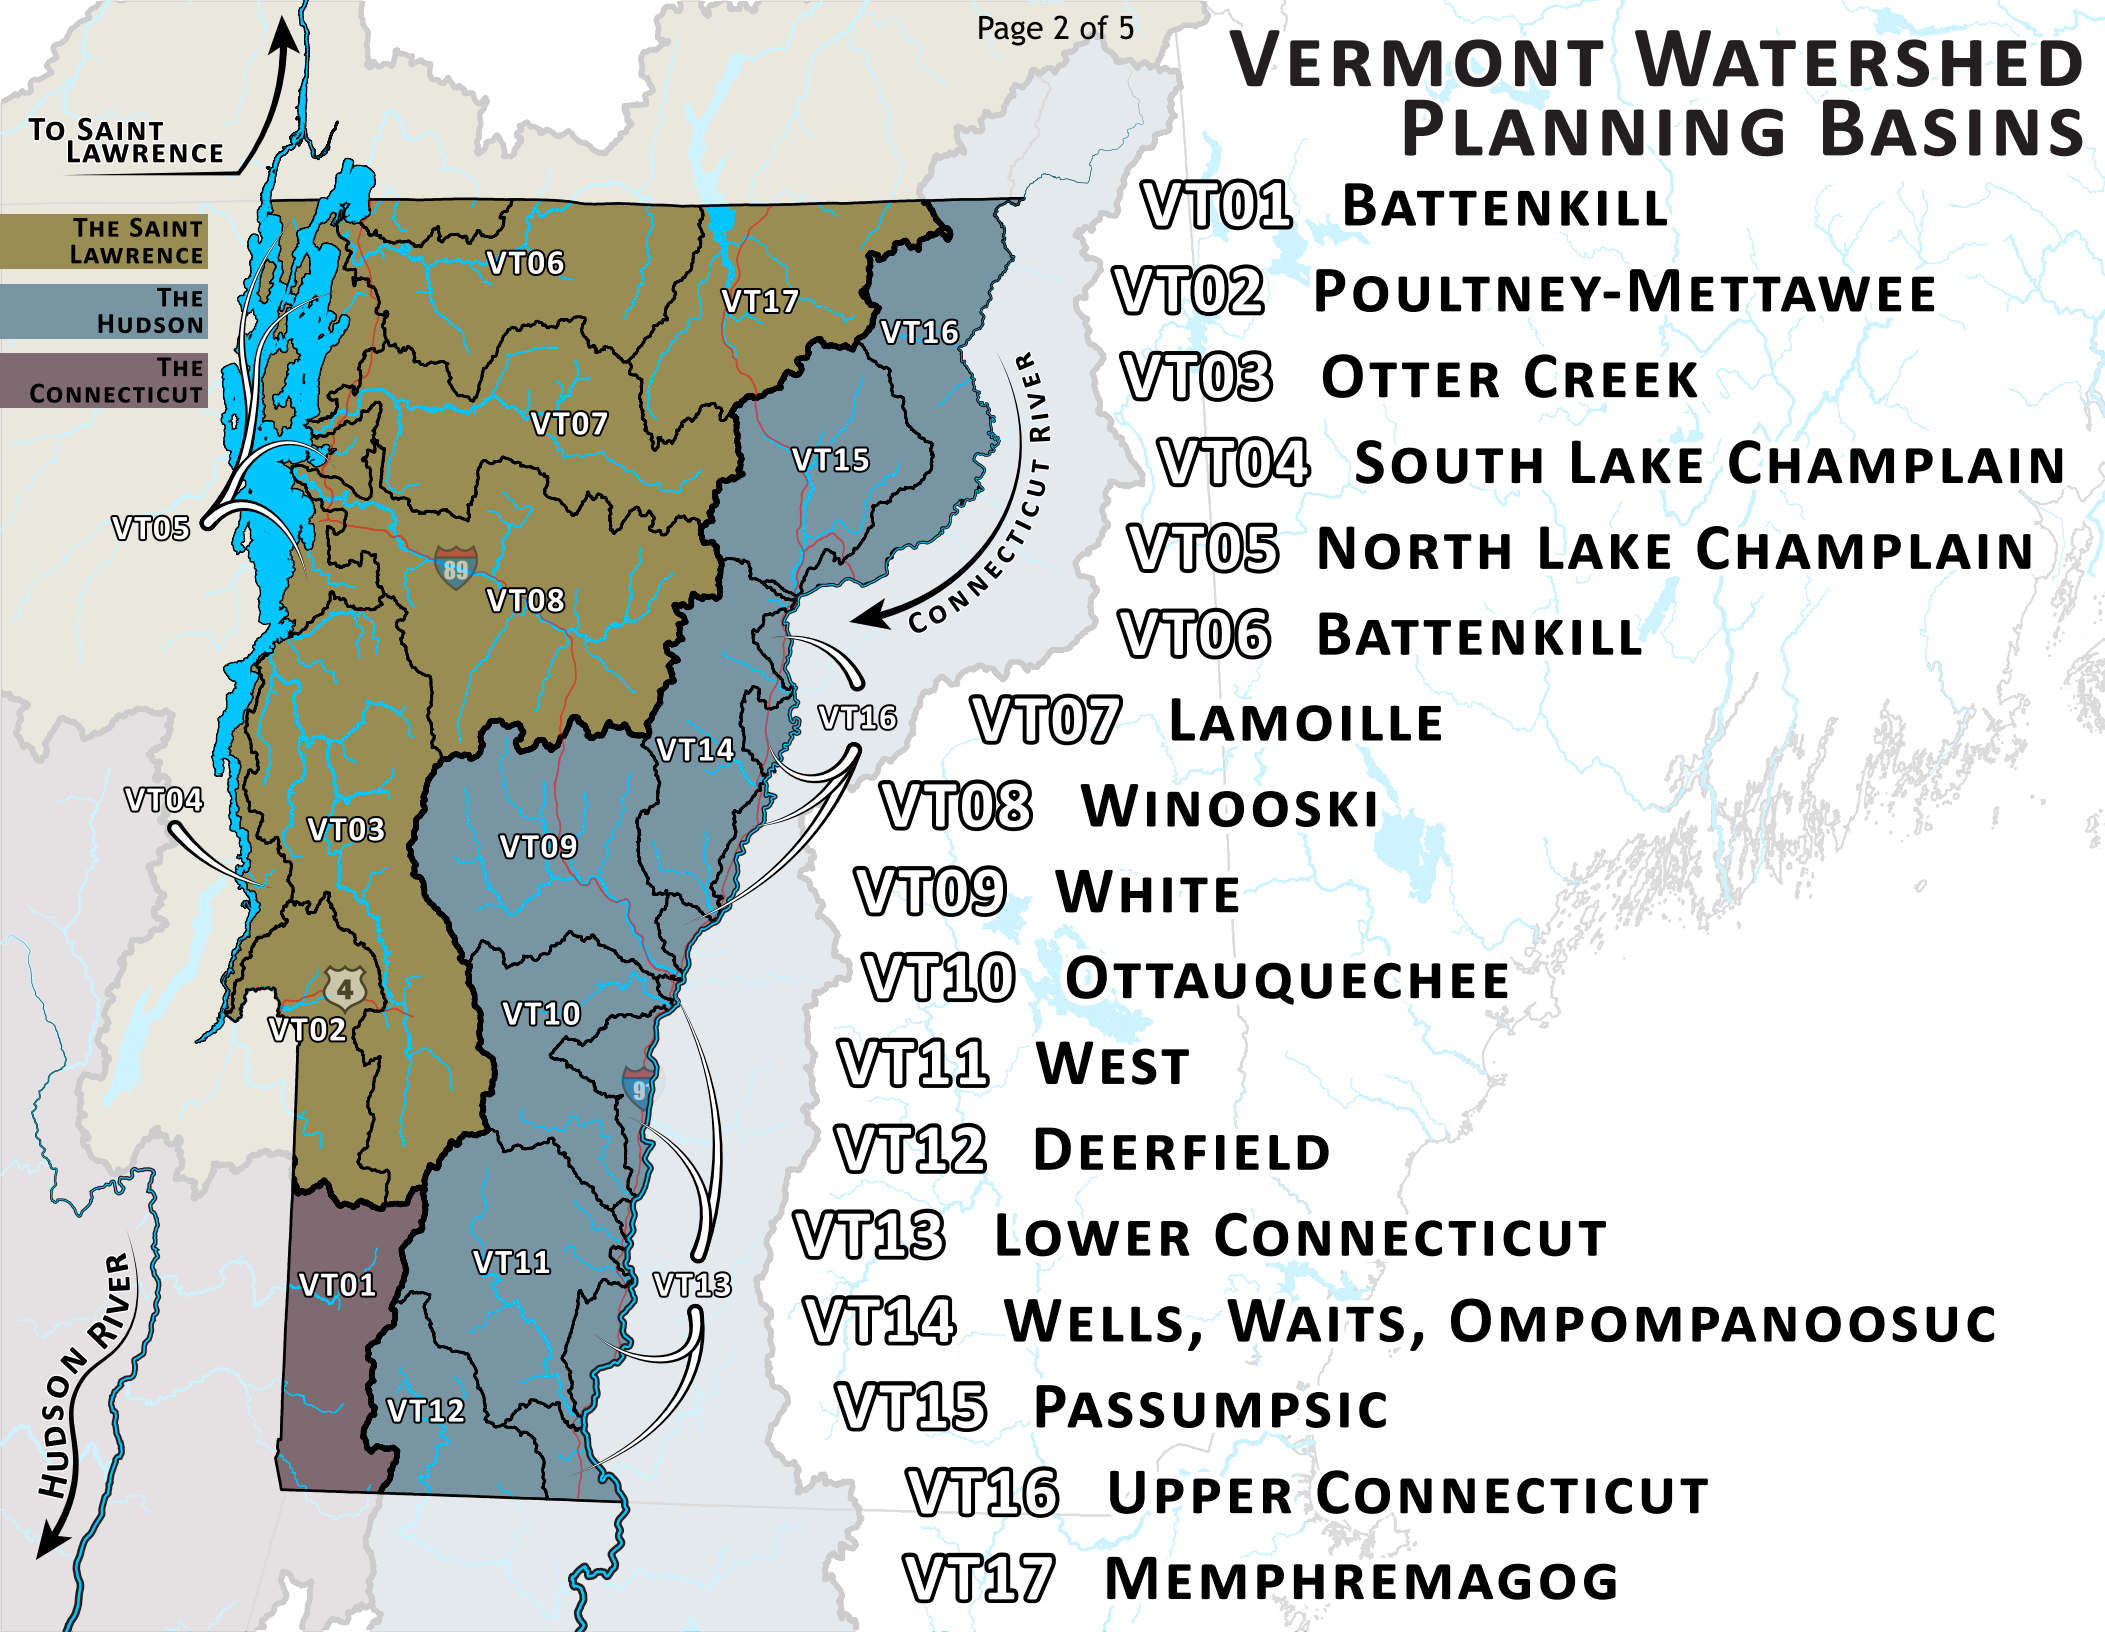 Page 2 of 5
VERMONT WATERSHED
PLANNING BASINS
TO SAINT
LAWRENCE
THE SAINT
LAWRENCE
THE
HUDSON
THE
CONNECTICUT
VT01 BATTENKILL
VT02 POULTNEY-METTAWEE
VT03 OTTER CREEK
VT04 SOUTH LAKE CHAMPLAIN
VT05 NORTH LAKE CHAMPLAIN
VT06 BATTENKILL
VT07 LAMOILLE
VT08 WINOOSKI
VT09 WHITE
VT10 OTTAUQUECHEE
VT11 WEST
VT12 DEERFIELD
VT13 LOWER CONNECTICUT
VT14 WELLS, WAITS, OMPOMPANOOSUC
VT15 PASSUMPSIC
VT16 UPPER CONNECTICUT
VT17 MEMPHREMAGOG
VT06
VT17
VT16
VT07
VT15
CONNECTICUT RIVER
VT05
89
VT08
VT16
VT14
VT04
VT03
VT09
4
VT02
VT10
9
VT11
VT01
VT13
HUDSON RIVER
VT12